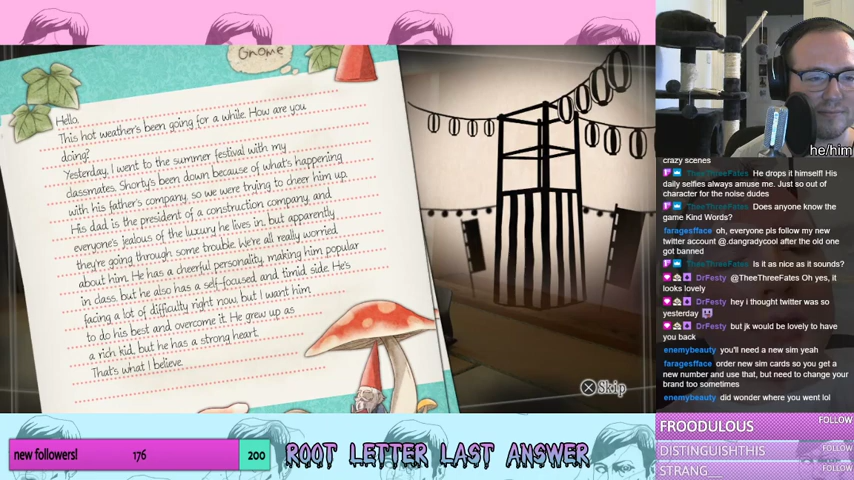 Gnome
Hello.
This hot weather's been going for a while. How are you
doing?
Yesterday, I went to the summer festival with my
classmates. Shorty's been down because of what's happening
with his father's company, so we were trying to cheer him up.
His dad is the president of a construction company, and
everyone's jealous of the luxury he lives in, but apparently
they're going through some trouble. We're all really worried
about him. He has a cheerful personality, making him popular
in class, but he also has a self-focused and timid side. He's
facing a lot of difficulty right now, but I want him
to do his best and overcome it. He grew up as
a rich kid, but he has a strong heart.
That's what I believe.
Skip
he/him
crazy scenes
TheeThreeFates He drops it himself! His
daily selfies always amuse me. Just so out of
character for the noise dudes
TheeThreeFates Does anyone know the
game Kind Words?
faragesfface oh, everyone pls follow my new
twitter account @.dangradycool after the old one
got banned
TheeThreeFates Is it as nice as it sounds?
DrFesty @TheeThreeFates Oh yes, it
looks lovely
DrFesty hey i thought twitter was so
yesterday
DrFesty but jk would be lovely to have
you back
enemybeauty you'll need a new sim yeah
faragesfface order new sim cards so you get a
new number and use that, but need to change your
brand too sometimes
enemybeauty did wonder where you went lol
new followers! 176 200
ROOT LETTER LAST ANSWER
FROODULOUS FOLLOW
DISTINGUISHTHIS FOLLOW
STRANG__ FOLLOW